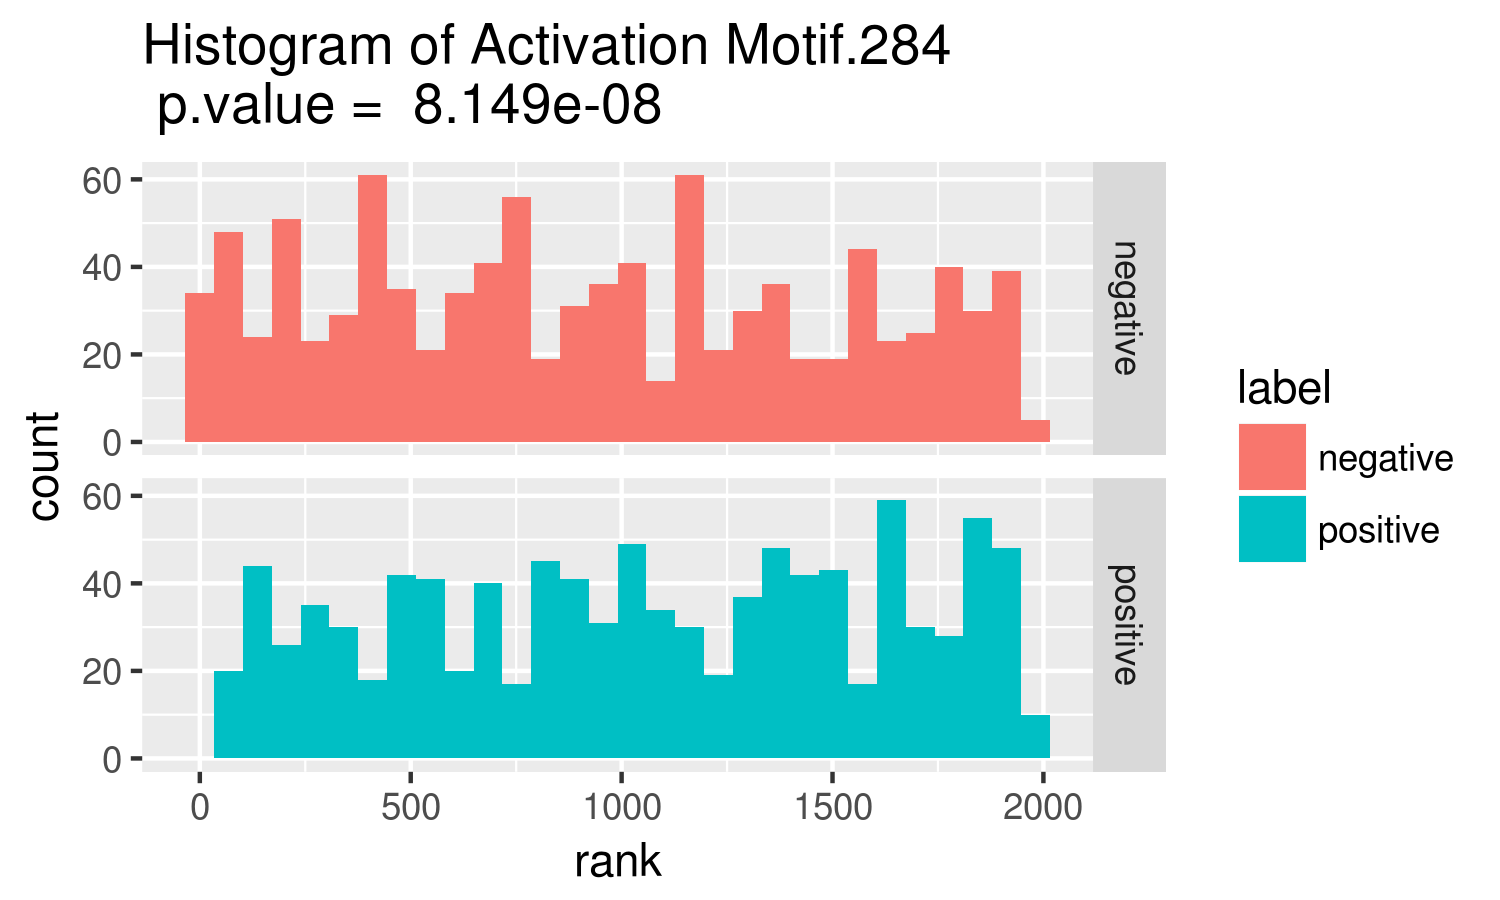 Histogram of Activation Motif.284
p.value =  8.149e-08
60
40
20
0
negative
60
40
20
0
positive
count
0 500 1000 1500 2000
rank
label
negative
positive